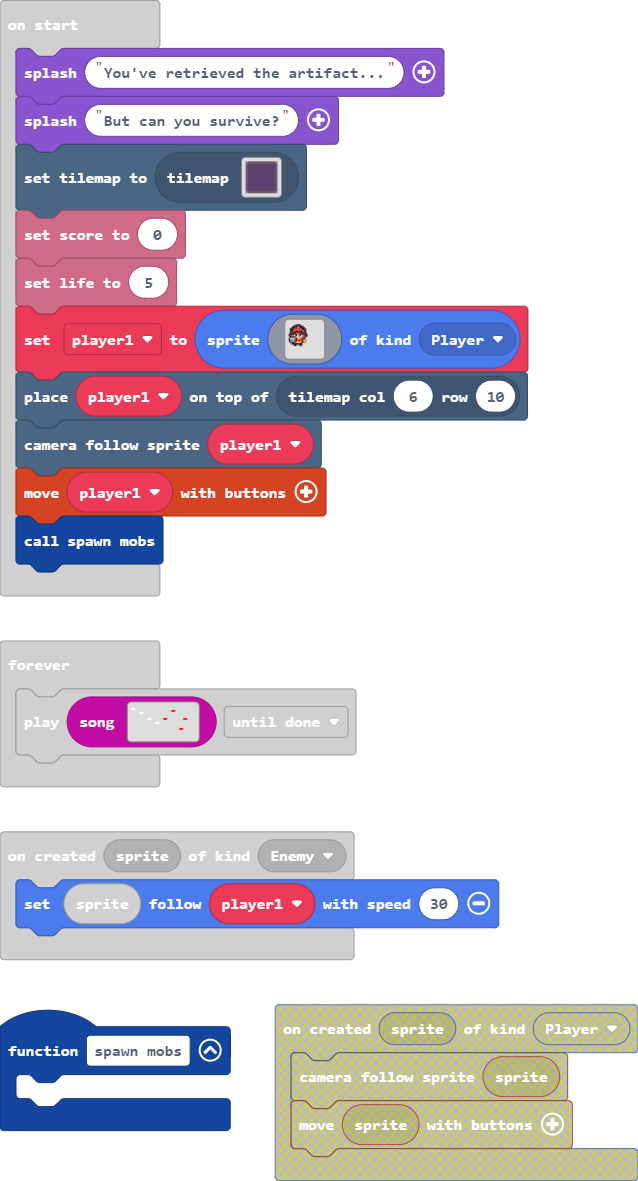 on start
splash "You've retrieved the artifact..."
splash "But can you survive?"
set tilemap to tilemap
set score to 0
set life to 5
set player1 to sprite of kind Player
place player1 on top of tilemap col 6 row 10
camera follow sprite player1
move player1 with buttons
call spawn mobs
forever
play song until done
on created sprite of kind Enemy
set sprite follow player1 with speed 30
function spawn mobs
on created sprite of kind Player
camera follow sprite sprite
move sprite with buttons